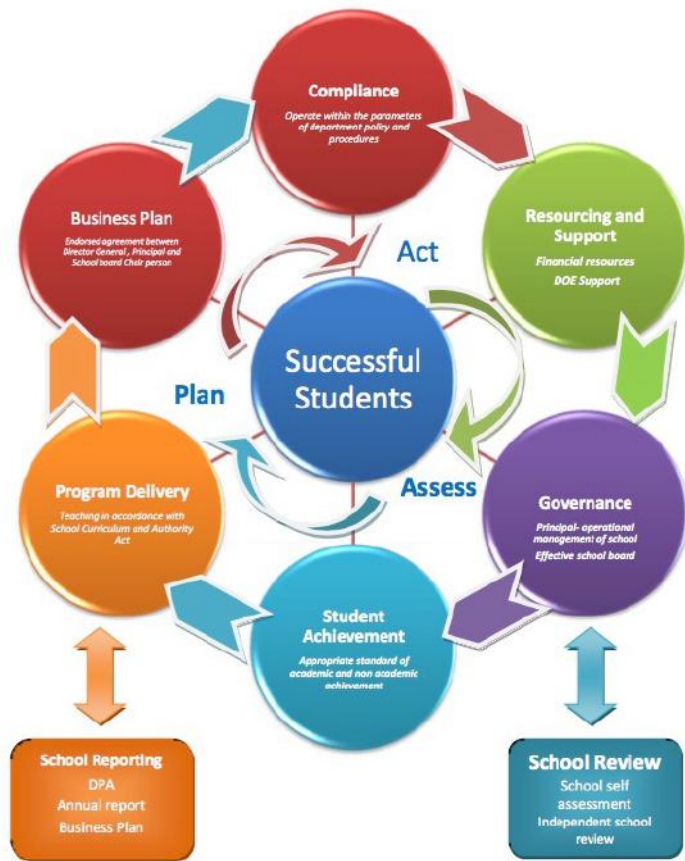 Compliance
Operate within the parameters
of department policy and
procedures
Business Plan
Endorsed agreement between
Director General , Principal and
School board Chair person
Resourcing and
Support
Financial resources
DOE Support
Act
Successful
Students
Plan
Assess
Program Delivery
Teaching in accordance with
School Curriculum and Authority
Act
Governance
Principal- operational
management of school
Effective school board
Student
Achievement
Appropriate standard of
academic and non academic
achievement
School Reporting
DPA
Annual report
Business Plan
School Review
School self
assessment
Independent school
review